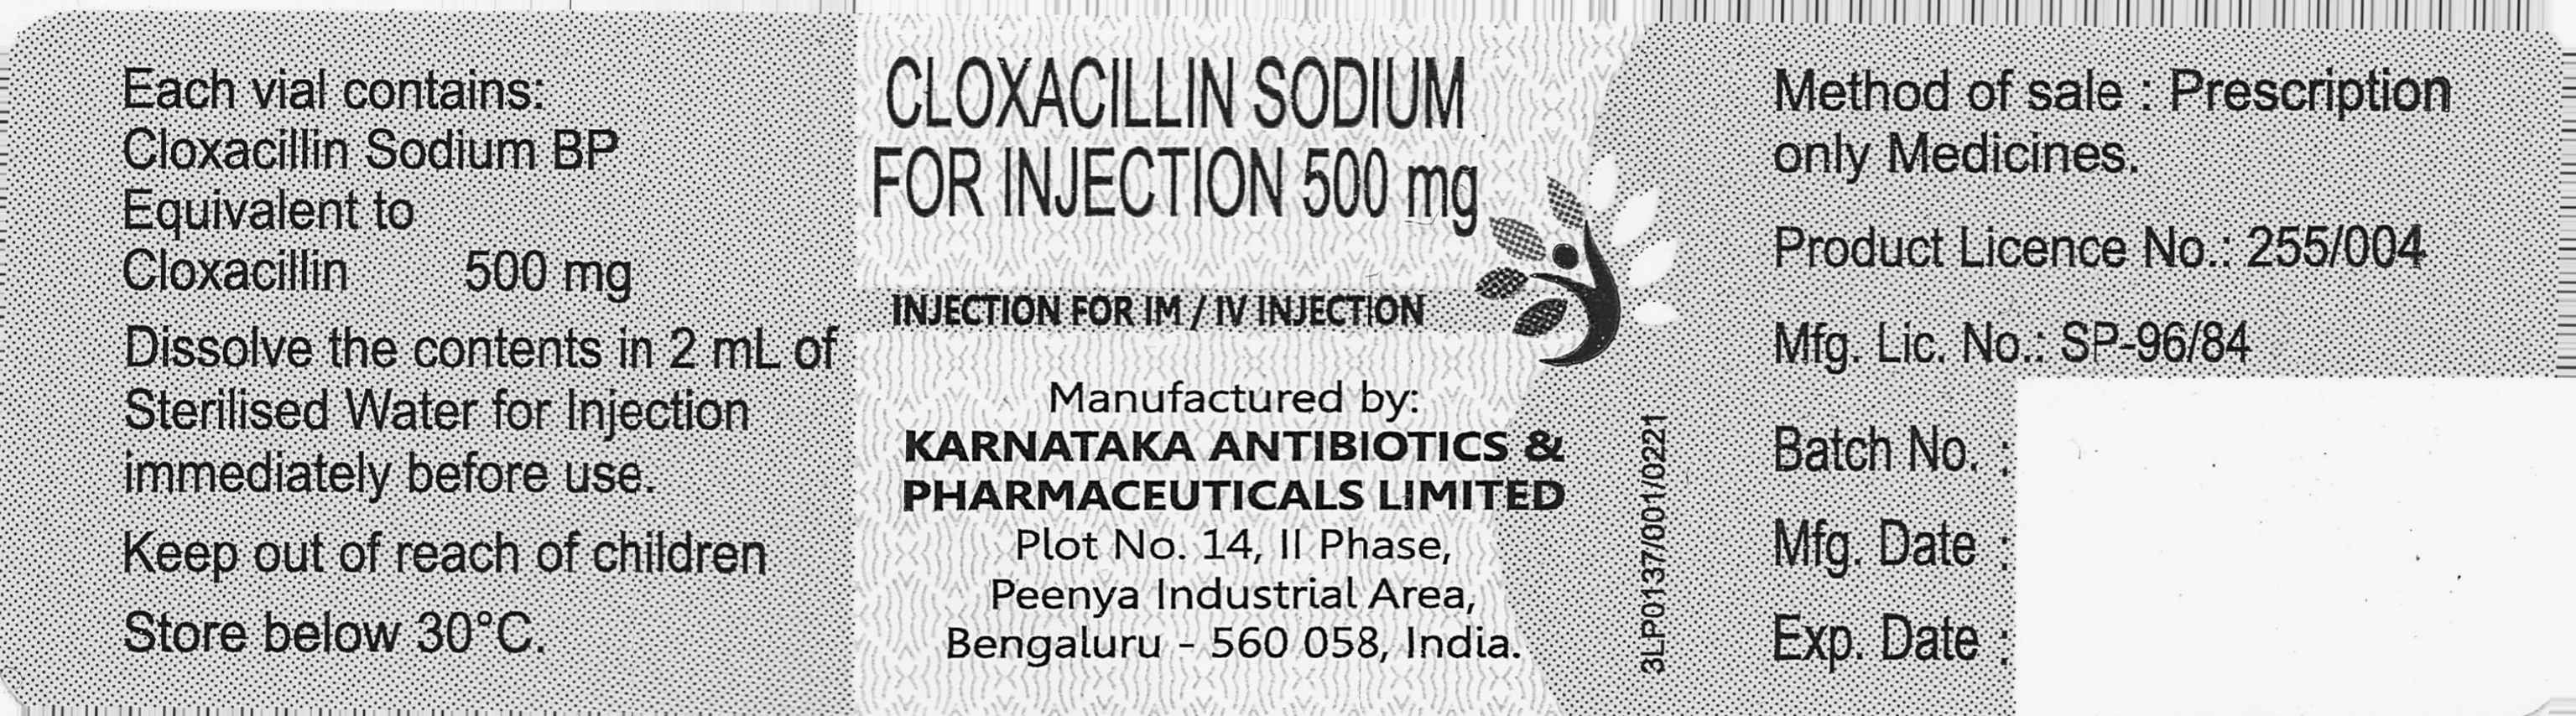 Each vial contains:
Cloxacillin Sodium BP
Equivalent to
Cloxacillin 500 mg
Dissolve the contents in 2 mL of
Sterilised Water for Injection
immediately before use.
Keep out of reach of children
Store below 30°C.
CLOXACILLIN SODIUM
FOR INJECTION 500 mg
INJECTION FOR IM / IV INJECTION
Manufactured by:
KARNATAKA ANTIBIOTICS &
PHARMACEUTICALS LIMITED
Plot No. 14, II Phase,
Peenya Industrial Area,
Bengaluru - 560 058, India.
3LP0137/001/0221
Method of sale : Prescription
only Medicines.
Product Licence No.: 255/004
Mfg. Lic. No.: SP-96/84
Batch No. :
Mfg. Date :
Exp. Date :